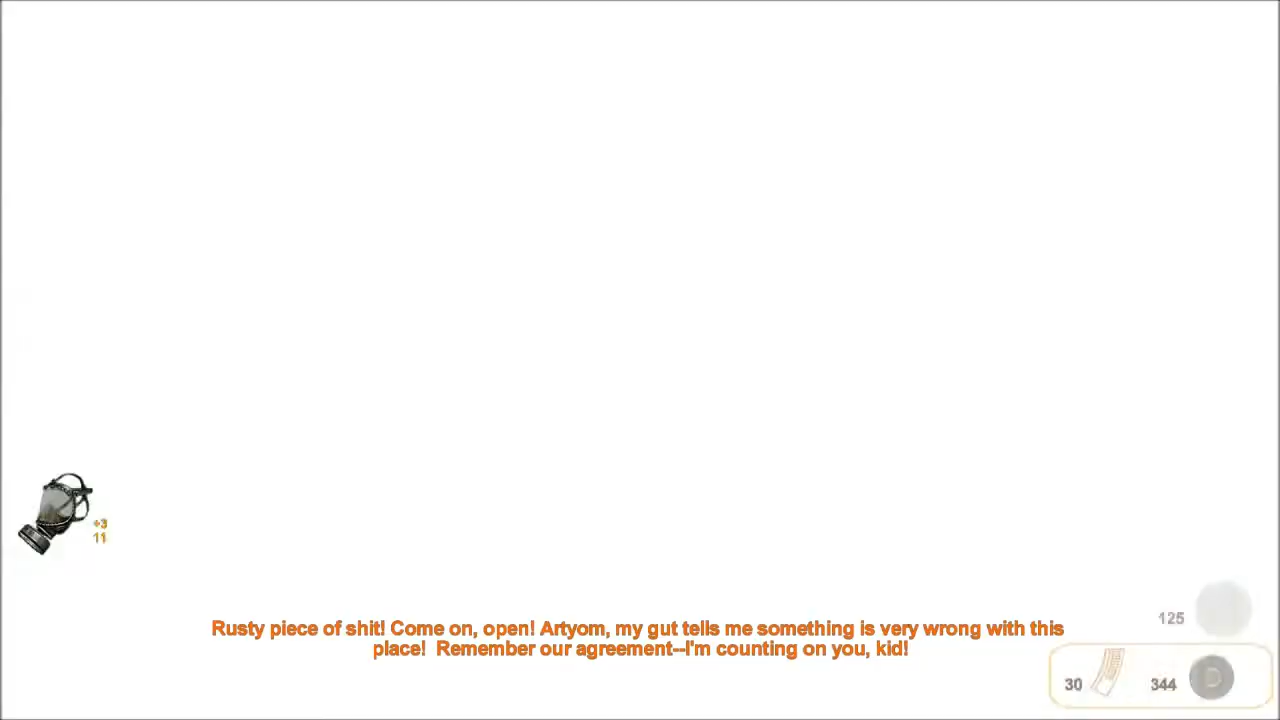 +3
11
125
Rusty piece of shit! Come on, open! Artyom, my gut tells me something is very wrong with this
place!  Remember our agreement--I'm counting on you, kid!
30 344 D